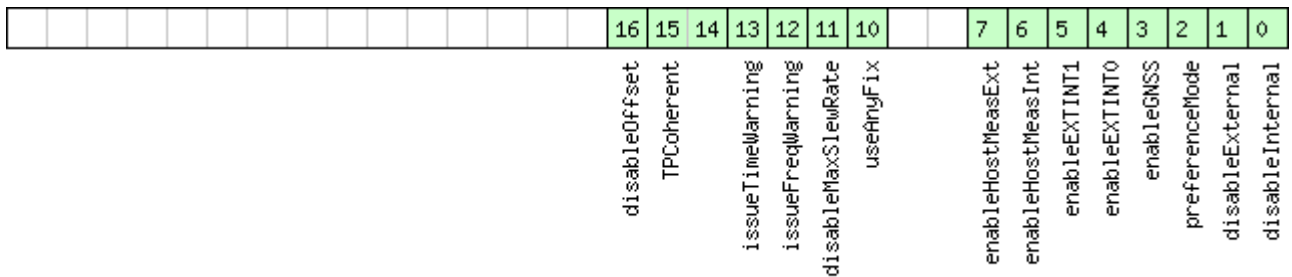 16 15 14 13 12 11 10 7 6 5 4 3 2 1 0
disableOffset
TPCoherent
issueTimeWarning
issueFreqWarning
disableMaxSlewRate
useAnyFix
enableHostMeasExt
enableHostMeasInt
enableEXTINT1
enableEXTINT0
enableGNSS
preferenceMode
disableExternal
disableInternal